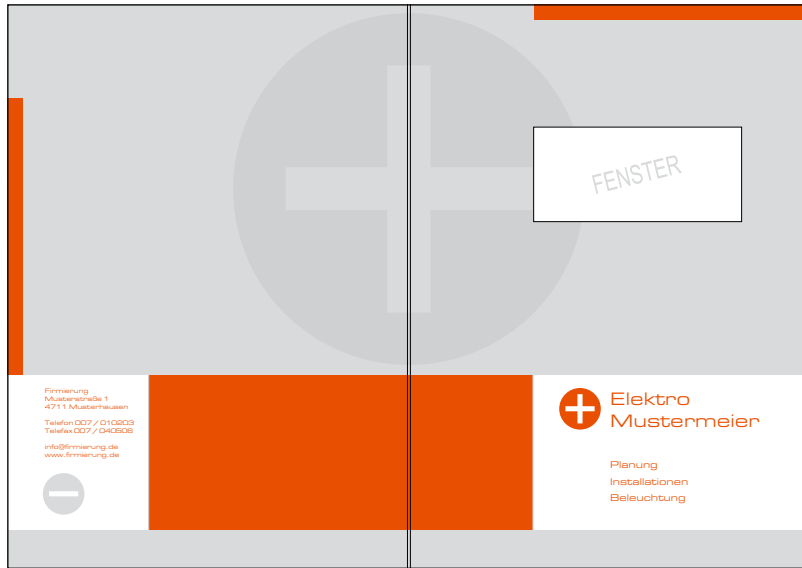 Firmierung
Musterstraße 1
4711 Musterhausen
Telefon 007 / 010203
Telefax 007 / 040506
info@firmierung.de
www.firmierung.de
FENSTER
Elektro
Mustermeier
Planung
Installationen
Beleuchtung